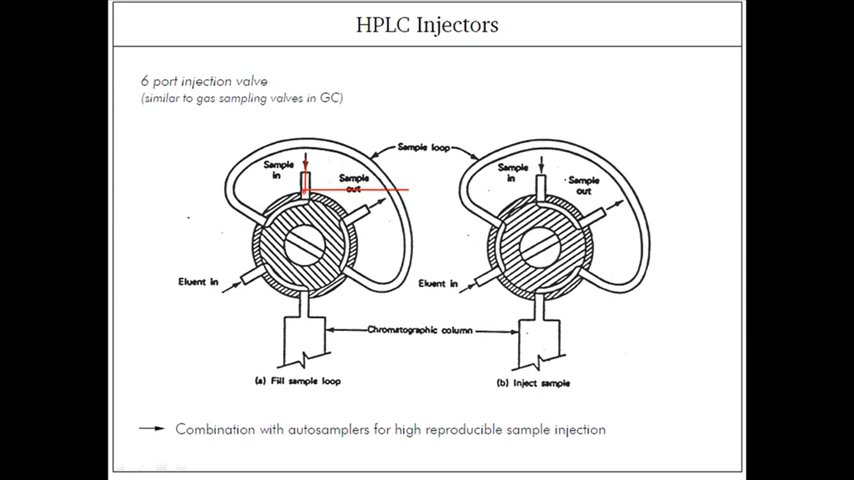 HPLC Injectors
6 port injection valve
(similar to gas sampling valves in GC)
Sample loop
Sample
in
Sample
out
Sample
in
Sample
out
Eluent in
Eluent in
Chromatographic column
(a) Fill sample loop
(b) Inject sample
Combination with autosamplers for high reproducible sample injection